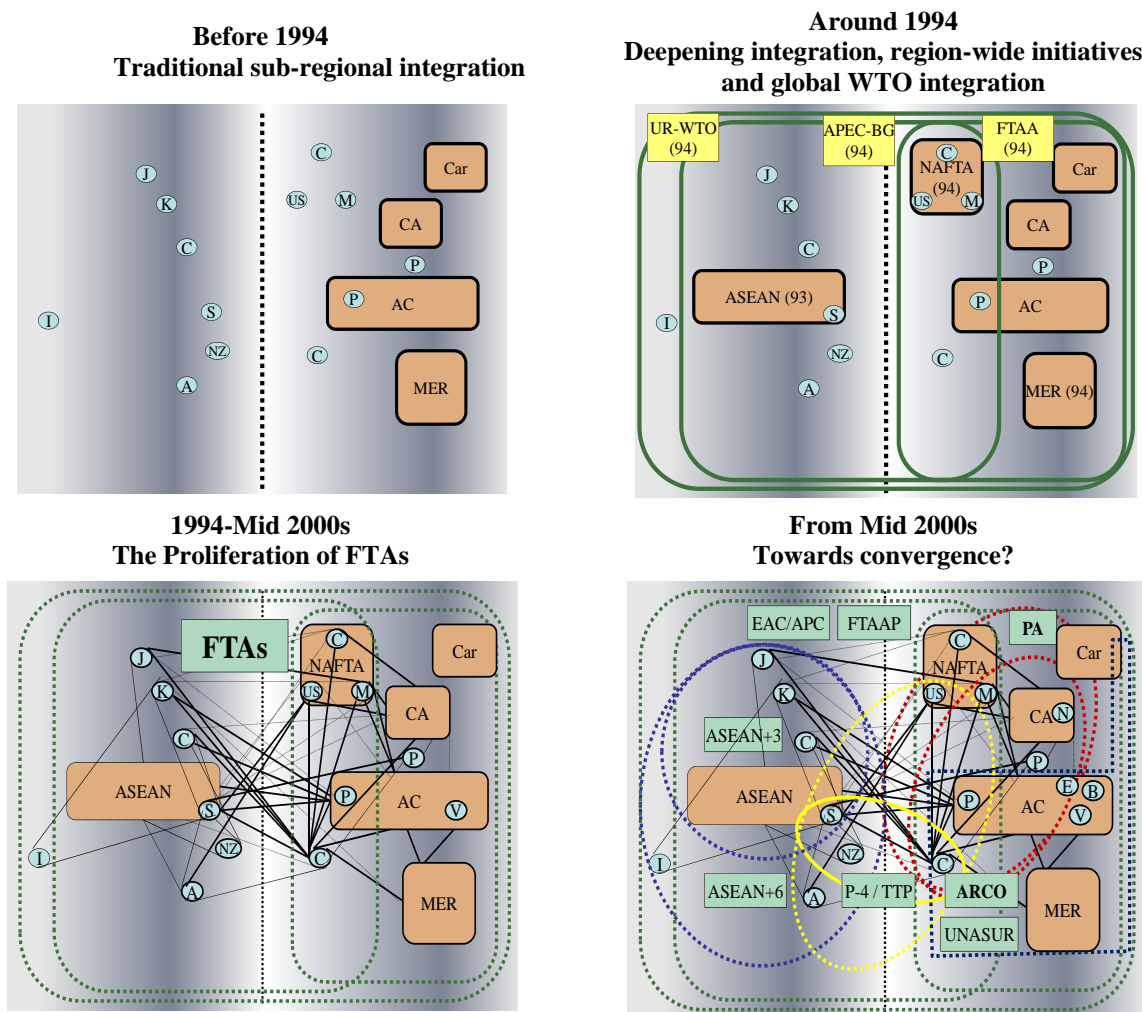 Before 1994
Traditional sub-regional integration
C
Car
J
K
US
M
CA
C
P
P
AC
S
I
NZ
C
A
MER
Around 1994
Deepening integration, region-wide initiatives
and global WTO integration
UR-WTO
(94)
APEC-BG
(94)
FTAA
(94)
C
NAFTA
(94)
US
M
Car
J
K
CA
C
P
ASEAN (93)
S
P
AC
I
NZ
C
A
MER (94)
1994-Mid 2000s
The Proliferation of FTAs
FTAs
C
NAFTA
US
M
Car
J
K
CA
C
P
ASEAN
S
P
AC
V
I
NZ
C
A
MER
From Mid 2000s
Towards convergence?
EAC/APC
FTAAP
PA
C
NAFTA
US
M
Car
J
K
CA
N
ASEAN+3
C
P
ASEAN
S
P
AC
E
B
V
I
NZ
C
ASEAN+6
A
P-4 / TTP
ARCO
MER
UNASUR